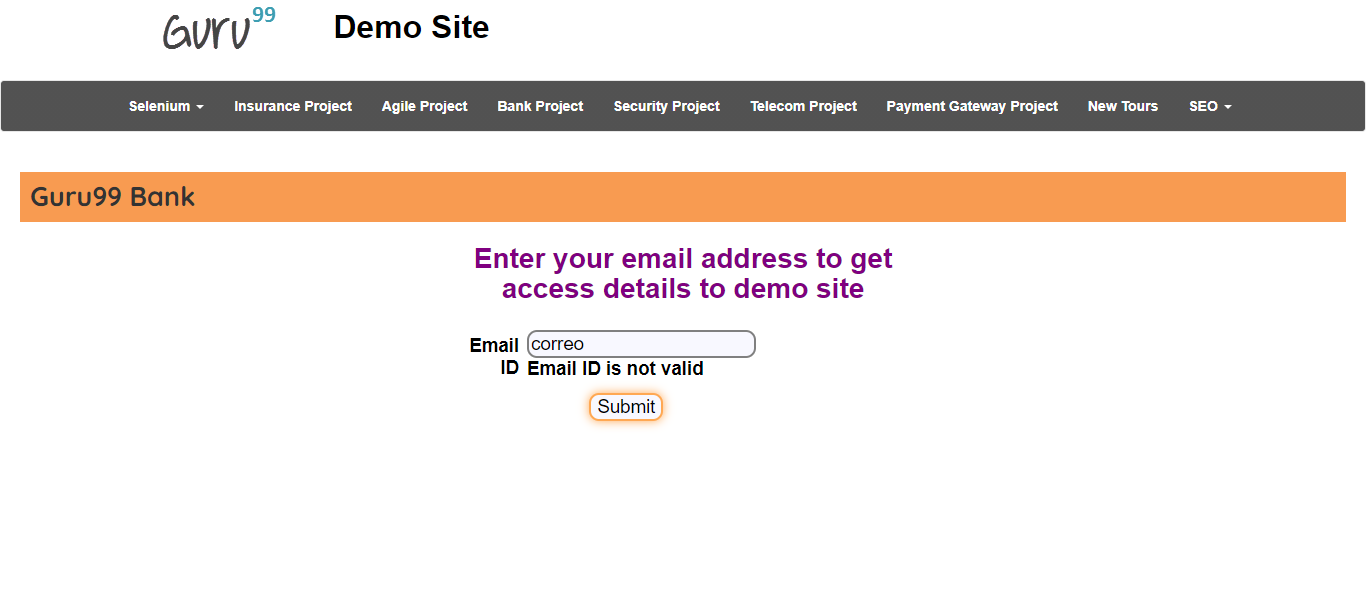 Guru99 Demo Site
Selenium Insurance Project Agile Project Bank Project Security Project Telecom Project Payment Gateway Project New Tours SEO
Guru99 Bank
Enter your email address to get
access details to demo site
Email correo
ID Email ID is not valid
Submit